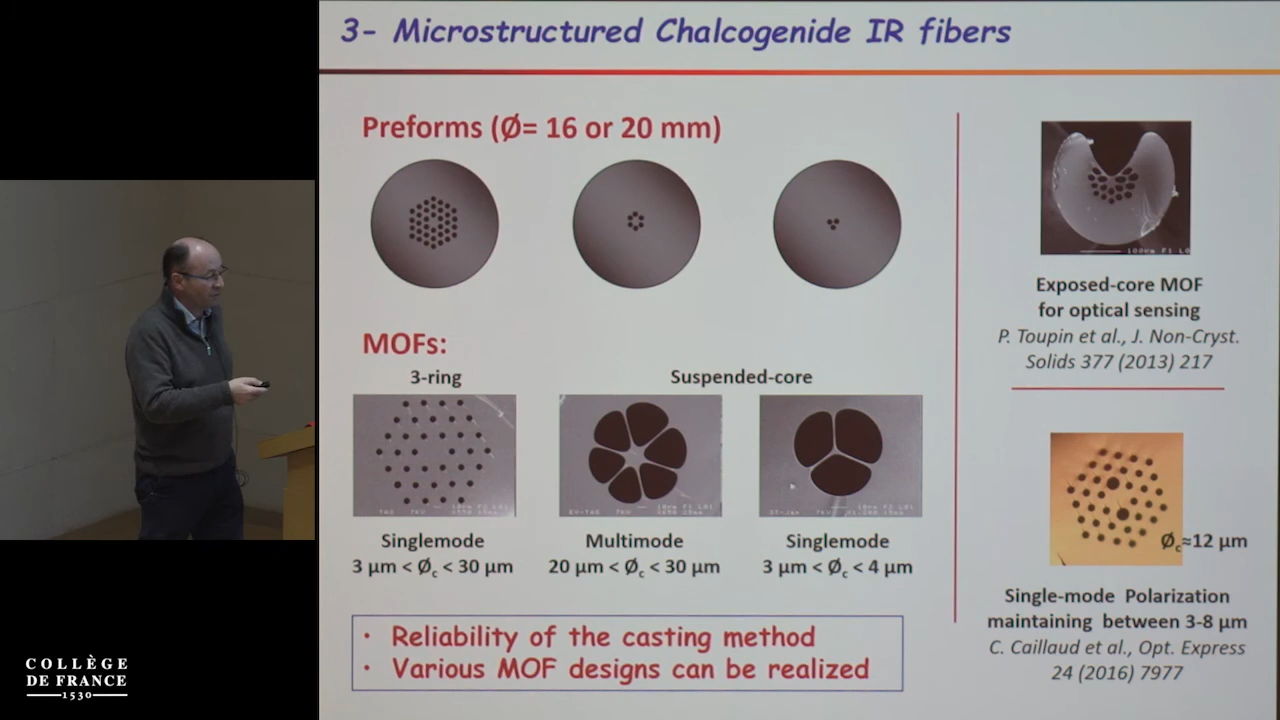 3- Microstructured Chalcogenide IR fibers
Preforms (Ø= 16 or 20 mm)
MOFs:
3-ring
Suspended-core
Singlemode
3 µm < Øc < 30 µm
Multimode
20 µm < Øc < 30 µm
Singlemode
3 µm < Øc < 4 µm
• Reliability of the casting method
• Various MOF designs can be realized
Exposed-core MOF
for optical sensing
P. Toupin et al., J. Non-Cryst.
Solids 377 (2013) 217
Øc≈12 µm
Single-mode Polarization
maintaining between 3-8 µm
C. Caillaud et al., Opt. Express
24 (2016) 7977
COLLÈGE
DE FRANCE
1530